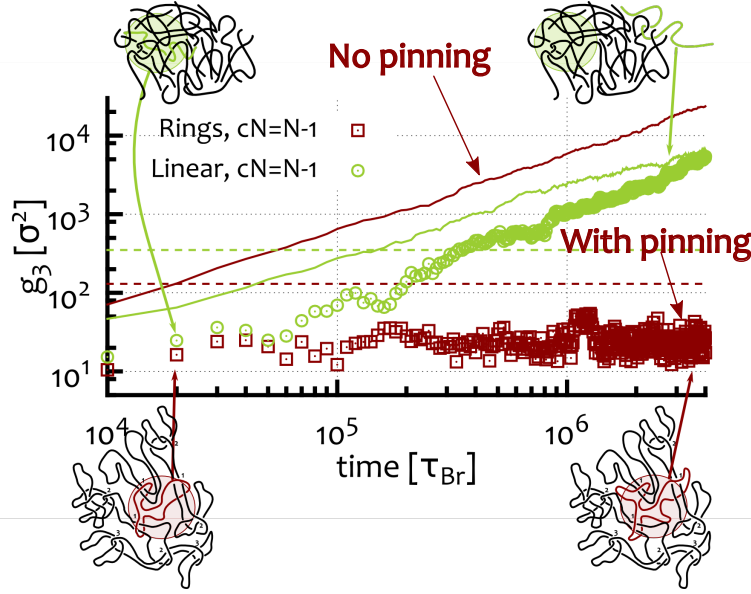 No pinning
10⁴
Rings, cN=N-1
Linear, cN=N-1
10³
With pinning
g₃ [σ²]
10²
10¹
10⁴ 10⁵ 10⁶
time [τ_Br]